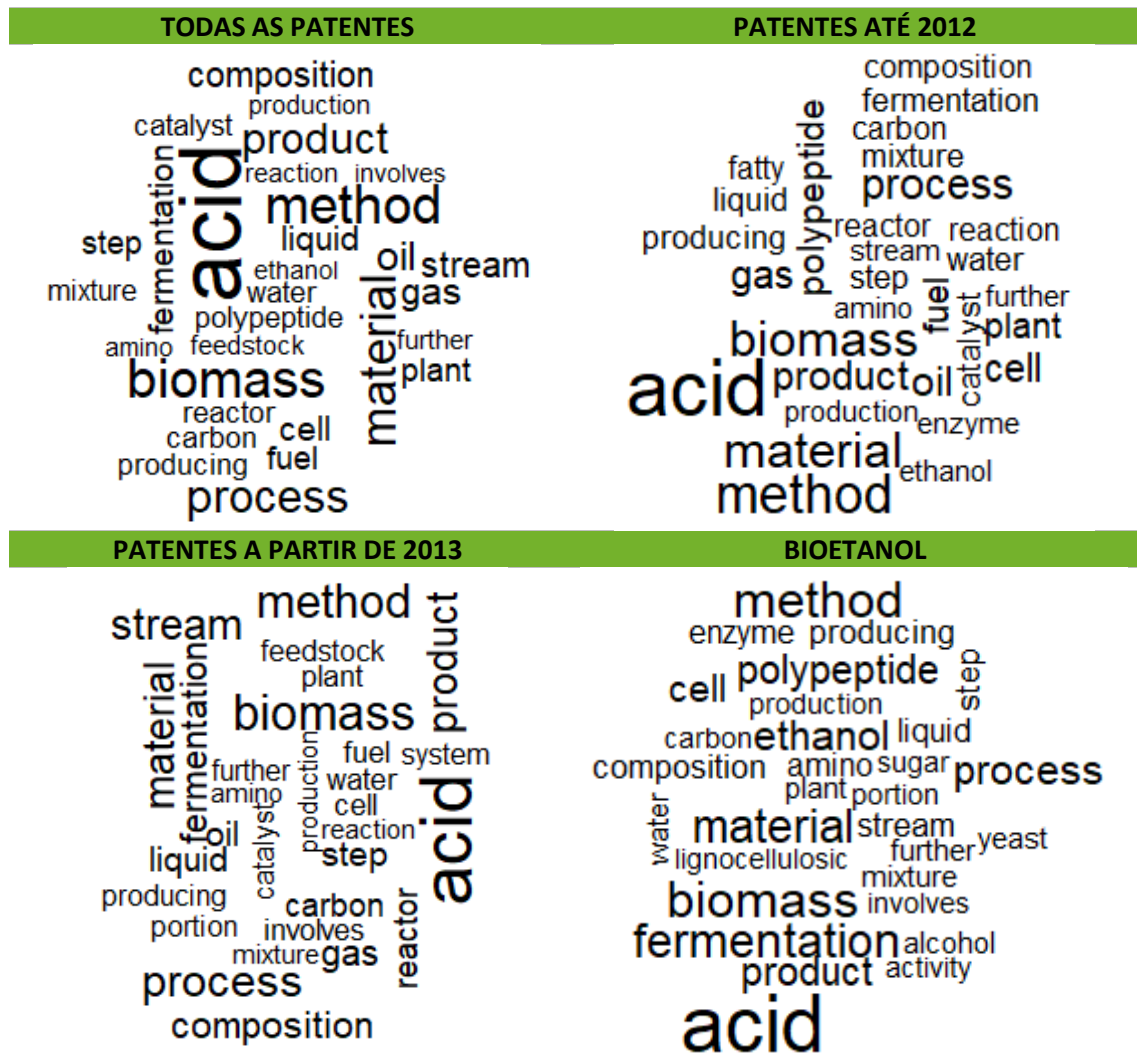 TODAS AS PATENTES
composition
production
catalyst
product
fermentation
acid
reaction involves
method
step
liquid
oil
stream
ethanol
mixture
water
material
gas
polypeptide
further
amino
feedstock
plant
biomass
reactor
carbon
cell
producing
fuel
process
PATENTES ATÉ 2012
composition
fermentation
polypeptide
carbon
mixture
fatty
process
liquid
reactor
reaction
producing
stream
water
gas
step
fuel
further
amino
catalyst
plant
biomass
cell
acid
product
oil
production
enzyme
material
ethanol
method
PATENTES A PARTIR DE 2013
method
product
stream
feedstock
material
fermentation
plant
biomass
production
fuel
system
further
water
amino
catalyst
cell
acid
oil
reaction
liquid
step
producing
carbon
reactor
portion
involves
mixture
gas
process
composition
BIOETANOL
method
enzyme
producing
polypeptide
step
cell
production
carbon
ethanol
liquid
composition
amino
sugar
process
plant
portion
water
material
stream
yeast
lignocellulosic
further
mixture
biomass
involves
fermentation
alcohol
product
activity
acid